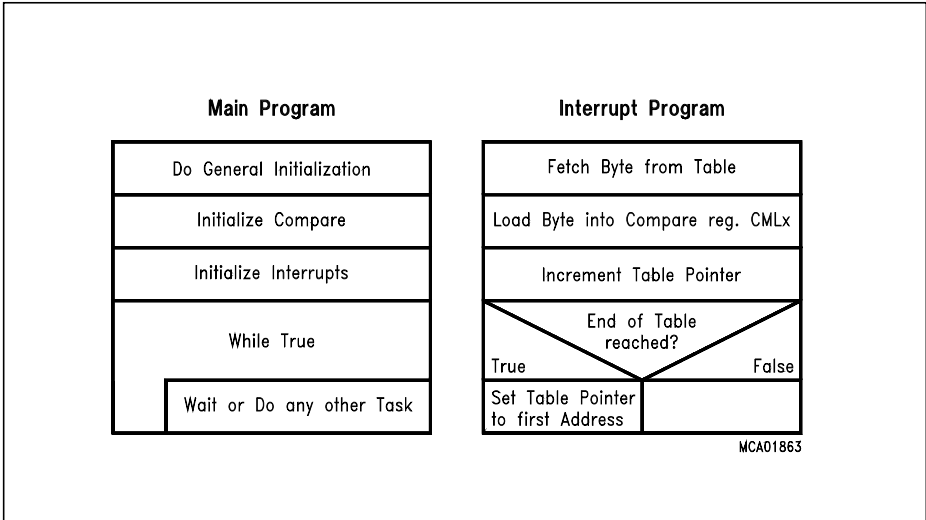 Main Program
Do General Initialization
Initialize Compare
Initialize Interrupts
While True
Wait or Do any other Task
Interrupt Program
Fetch Byte from Table
Load Byte into Compare reg. CMLx
Increment Table Pointer
End of Table
reached?
True
False
Set Table Pointer
to first Address
MCA01863